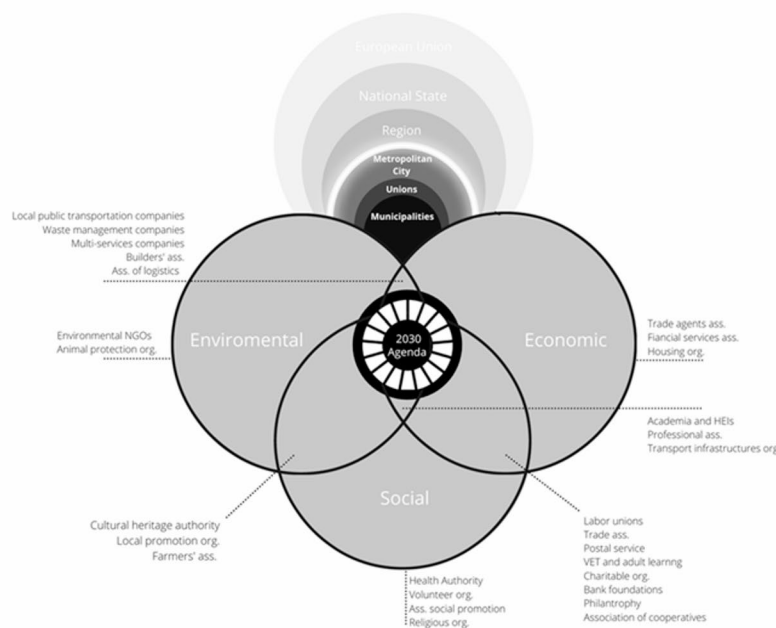 European Union
National State
Region
Metropolitan
City
Unions
Municipalities
Local public transportation companies
Waste management companies
Multi-services companies
Builders' ass.
Ass. of logistics
Enviromental
2030
Agenda
Economic
Environmental NGOs
Animal protection org.
Trade agents ass.
Fiancial services ass.
Housing org.
Academia and HEIs
Professional ass.
Transport infrastructures org
Social
Cultural heritage authority
Local promotion org.
Farmers' ass.
Labor unions
Trade ass.
Postal service
VET and adult learnng
Charitable org.
Bank foundations
Philantrophy
Association of cooperatives
Health Authority
Volunteer org.
Ass. social promotion
Religious org.